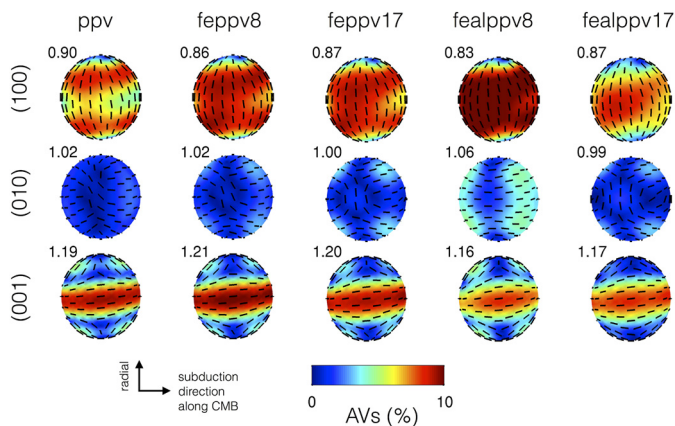 ppv feppv8 feppv17 fealppv8 fealppv17
(100) 0.90 0.86 0.87 0.83 0.87
(010) 1.02 1.02 1.00 1.06 0.99
(001) 1.19 1.21 1.20 1.16 1.17
radial
subduction
direction
along CMB
0 10
AVs (%)